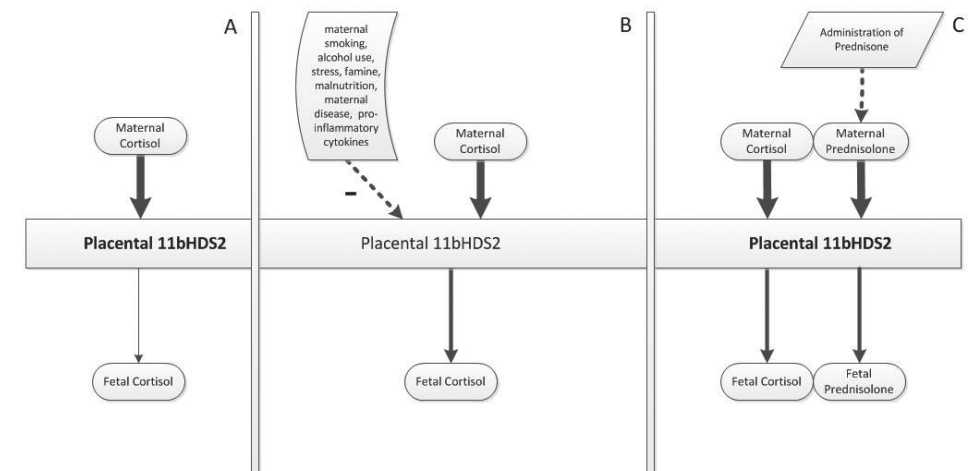 A
Maternal
Cortisol
Placental 11bHDS2
Fetal Cortisol
B
maternal
smoking,
alcohol use,
stress, famine,
malnutrition,
maternal
disease, pro-
inflammatory
cytokines
Maternal
Cortisol
–
Placental 11bHDS2
Fetal Cortisol
C
Administration of
Prednisone
Maternal
Cortisol
Maternal
Prednisolone
Placental 11bHDS2
Fetal Cortisol
Fetal
Prednisolone